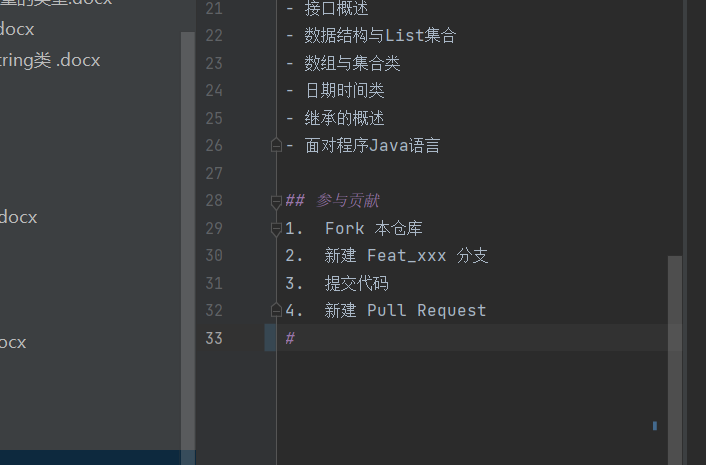 量的类型.docx
docx
tring类 .docx
docx
ocx
21 - 接口概述
22 - 数据结构与List集合
23 - 数组与集合类
24 - 日期时间类
25 - 继承的概述
26 - 面对程序Java语言
27
28 ## 参与贡献
29 1. Fork 本仓库
30 2. 新建 Feat_xxx 分支
31 3. 提交代码
32 4. 新建 Pull Request
33 #